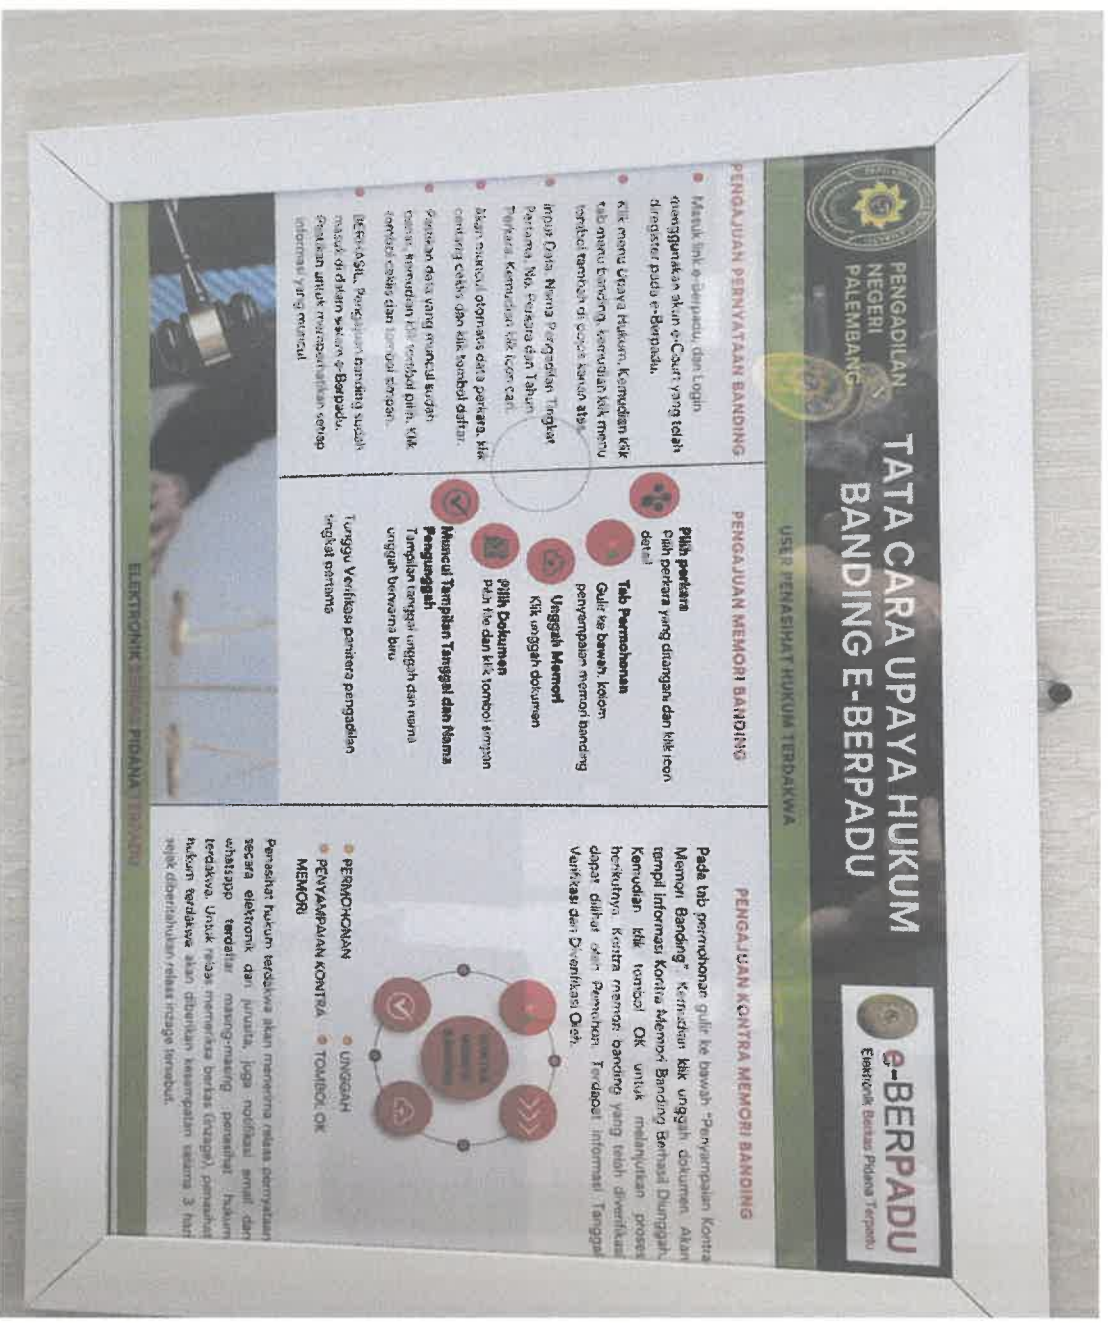 PENGADILAN
NEGERI
PALEMBANG
TATA CARA UPAYA HUKUM
BANDING E-BERPADU
e-BERPADU
Elektronik Berkas Pidana Terpadu
USER PENASIHAT HUKUM TERDAKWA
PENGAJUAN PERNYATAAN BANDING
Masuk link e-Berpadu, dan Login
menggunakan akun e-Court yang telah
diregister pada e-Berpadu.
Klik menu Upaya Hukum, Kemudian klik
tab menu banding, kemudian klik menu
tombol tambah di pojok kanan atas
Input Data, Nama Pengadilan Tingkat
Pertama, No. Perkara dan Tahun
Perkara. Kemudian klik icon cari
Akan muncul otomatis data perkara, klik
centang ceklis dan klik tombol daftar.
Pastikan data yang muncul sudah
benar, kemudian klik tombol pilih. Klik
tombol ceklis dan tombol simpan.
BERHASIL, Pengajuan banding sudah
masuk di dalam sistem e-Berpadu.
Pastikan untuk memperhatikan setiap
informasi yang muncul
PENGAJUAN MEMORI BANDING
Pilih perkara
Pilih perkara yang ditangani dan klik icon
detail
Tab Permohonan
Gulir ke bawah, kolom
penyampaian memori banding
Unggah Memori
Klik unggah dokumen
Pilih Dokumen
Pilih file dan klik tombol simpan
Muncul Tampilan Tanggal dan Nama
Pengunggah
Tampilan tanggal unggah dan nama
unggah berwarna biru
Tunggu Verifikasi panitera pengadilan
tingkat pertama
PENGAJUAN KONTRA MEMORI BANDING
Pada tab permohonan gulir ke bawah "Penyampaian Kontra
Memori Banding". Kemudian klik unggah dokumen. Akan
tampil informasi Kontra Memori Banding Berhasil Diunggah.
Kemudian klik tombol OK untuk melanjutkan proses
berikutnya. Kontra memori banding yang telah diverifikasi
dapat dilihat oleh Pemohon. Terdapat informasi Tanggal
Verifikasi dan Diverifikasi Oleh.
KONTRA
MEMORI
BANDING
PERMOHONAN
UNGGAH
PENYAMPAIAN KONTRA
MEMORI
TOMBOL OK
Penasihat hukum terdakwa akan menerima relaas pernyataan
secara elektronik dari jurusita, juga notifikasi email dan
whatsapp terdaftar masing-masing penasihat hukum
terdakwa. Untuk relaas memeriksa berkas (inzage), penasihat
hukum terdakwa akan diberikan kesempatan selama 3 hari
sejak diberitahukan relaas inzage tersebut.
ELEKTRONIK BERKAS PIDANA TERPADU